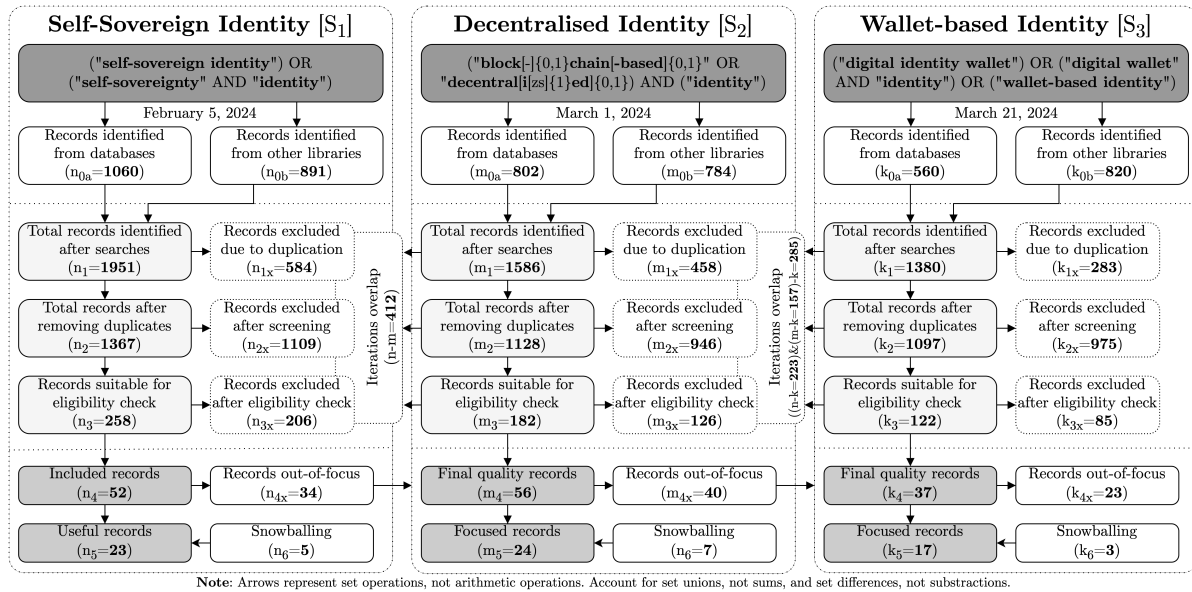 Self-Sovereign Identity [S1]
("self-sovereign identity") OR
("self-sovereignty" AND "identity")
February 5, 2024
Records identified
from databases
(n0a=1060)
Records identified
from other libraries
(n0b=891)
Total records identified
after searches
(n1=1951)
Records excluded
due to duplication
(n1x=584)
Total records after
removing duplicates
(n2=1367)
Records excluded
after screening
(n2x=1109)
Records suitable for
eligibility check
(n3=258)
Records excluded
after eligibility check
(n3x=206)
Iterations overlap
(n-m=412)
Included records
(n4=52)
Records out-of-focus
(n4x=34)
Useful records
(n5=23)
Snowballing
(n6=5)
Decentralised Identity [S2]
("block[-]{0,1}chain[-based]{0,1}" OR
"decentral[i[zs]{1}ed]{0,1}) AND ("identity")
March 1, 2024
Records identified
from databases
(m0a=802)
Records identified
from other libraries
(m0b=784)
Total records identified
after searches
(m1=1586)
Records excluded
due to duplication
(m1x=458)
Total records after
removing duplicates
(m2=1128)
Records excluded
after screening
(m2x=946)
Records suitable for
eligibility check
(m3=182)
Records excluded
after eligibility check
(m3x=126)
Iterations overlap
((n-k=223)&(m-k=157)-k=285)
Final quality records
(m4=56)
Records out-of-focus
(m4x=40)
Focused records
(m5=24)
Snowballing
(n6=7)
Wallet-based Identity [S3]
("digital identity wallet") OR ("digital wallet"
AND "identity") OR ("wallet-based identity")
March 21, 2024
Records identified
from databases
(k0a=560)
Records identified
from other libraries
(k0b=820)
Total records identified
after searches
(k1=1380)
Records excluded
due to duplication
(k1x=283)
Total records after
removing duplicates
(k2=1097)
Records excluded
after screening
(k2x=975)
Records suitable for
eligibility check
(k3=122)
Records excluded
after eligibility check
(k3x=85)
Final quality records
(k4=37)
Records out-of-focus
(k4x=23)
Focused records
(k5=17)
Snowballing
(k6=3)
Note: Arrows represent set operations, not arithmetic operations. Account for set unions, not sums, and set differences, not substractions.